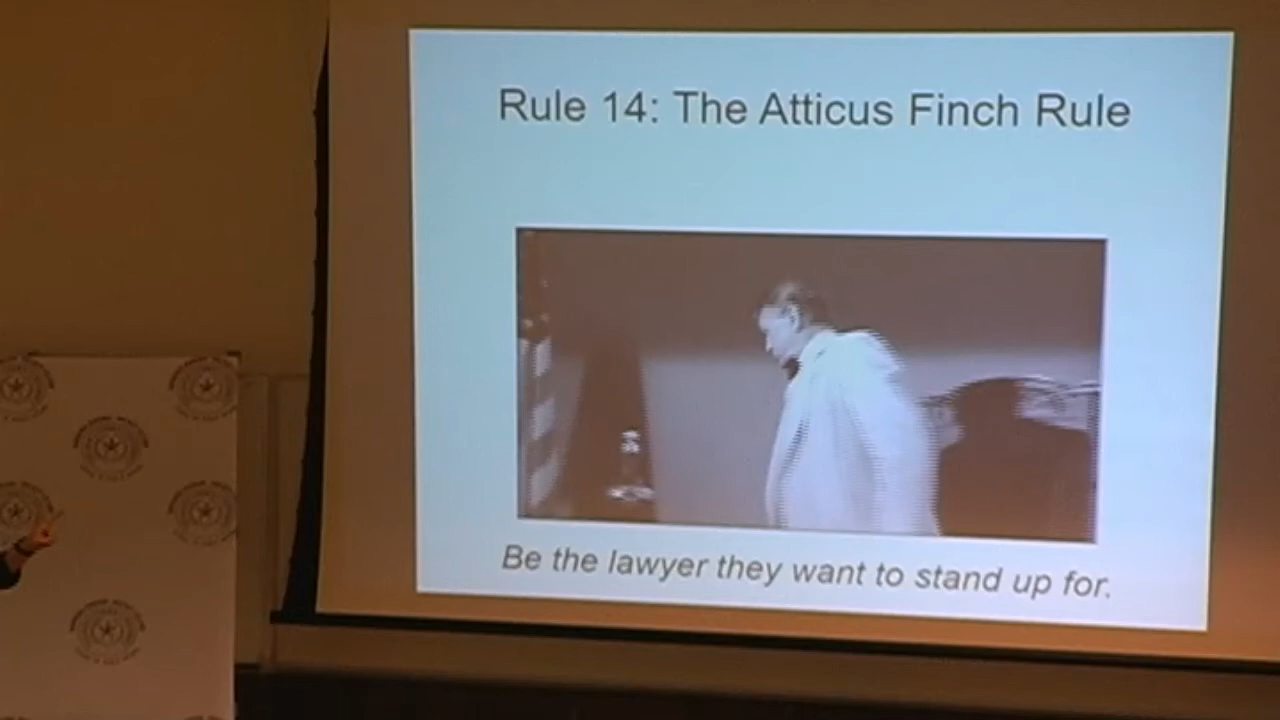 Rule 14: The Atticus Finch Rule
Be the lawyer they want to stand up for.